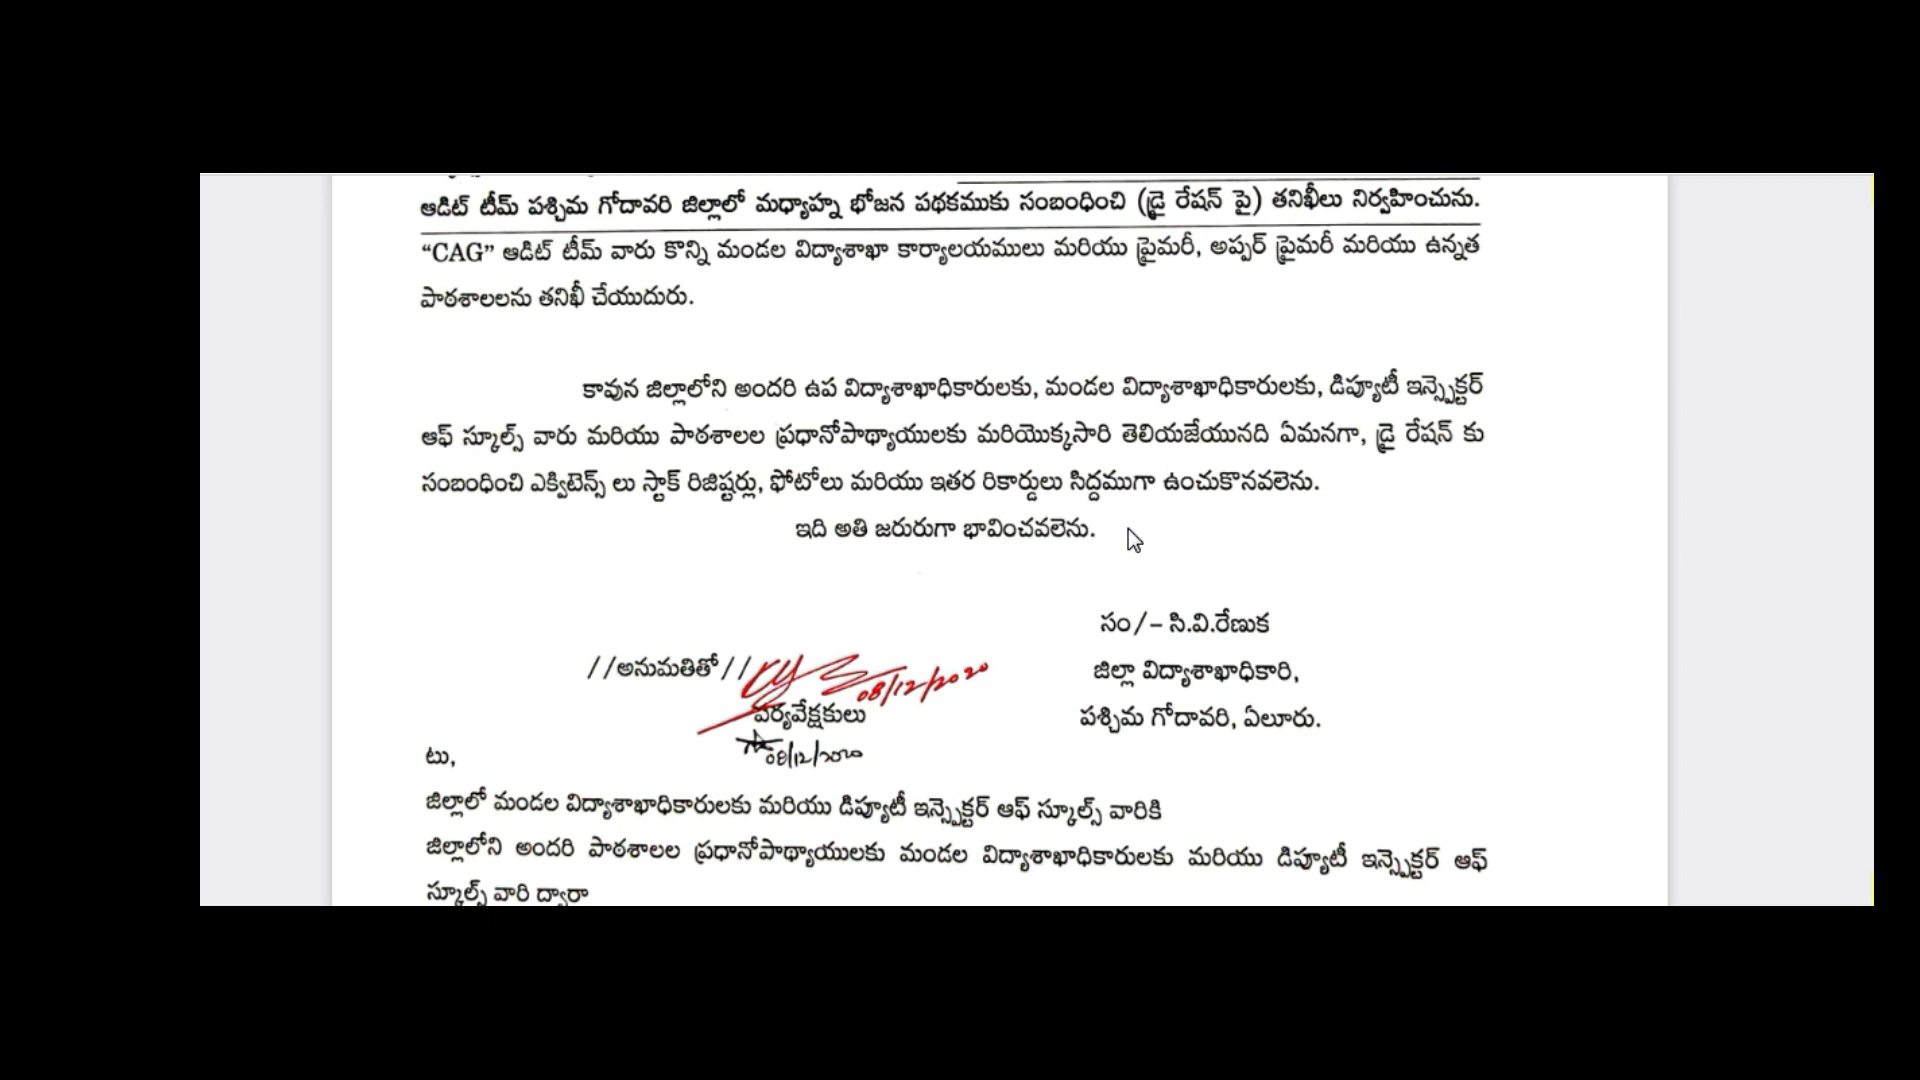 ఆడిట్ టీమ్ పశ్చిమ గోదావరి జిల్లాలో మధ్యాహ్న భోజన పథకముకు సంబంధించి (డ్రై రేషన్ పై) తనిఖీలు నిర్వహించును.
“CAG” ఆడిట్ టీమ్ వారు కొన్ని మండల విద్యాశాఖా కార్యాలయములు మరియు ప్రైమరీ, అప్పర్ ప్రైమరీ మరియు ఉన్నత
పాఠశాలలను తనిఖీ చేయుదురు.
కావున జిల్లాలోని అందరి ఉప విద్యాశాఖాధికారులకు, మండల విద్యాశాఖాధికారులకు, డిప్యూటీ ఇన్స్పెక్టర్
ఆఫ్ స్కూల్స్ వారు మరియు పాఠశాలల ప్రధానోపాథ్యాయులకు మరియొక్కసారి తెలియజేయునది ఏమనగా, డ్రై రేషన్ కు
సంబంధించి ఎక్విటెన్స్ లు స్టాక్ రిజిష్టర్లు, ఫోటోలు మరియు ఇతర రికార్డులు సిద్దముగా ఉంచుకొనవలెను.
ఇది అతి జరురుగా భావించవలెను.
సం/– సి.వి.రేణుక
//అనుమతితో// 08/12/2020 జిల్లా విద్యాశాఖాధికారి,
పర్యవేక్షకులు పశ్చిమ గోదావరి, ఏలూరు.
08/12/2020
టు,
జిల్లాలో మండల విద్యాశాఖాధికారులకు మరియు డిప్యూటీ ఇన్స్పెక్టర్ ఆఫ్ స్కూల్స్ వారికి
జిల్లాలోని అందరి పాఠశాలల ప్రధానోపాథ్యాయులకు మండల విద్యాశాఖాధికారులకు మరియు డిప్యూటీ ఇన్స్పెక్టర్ ఆఫ్
స్కూల్స్ వారి ద్వారా